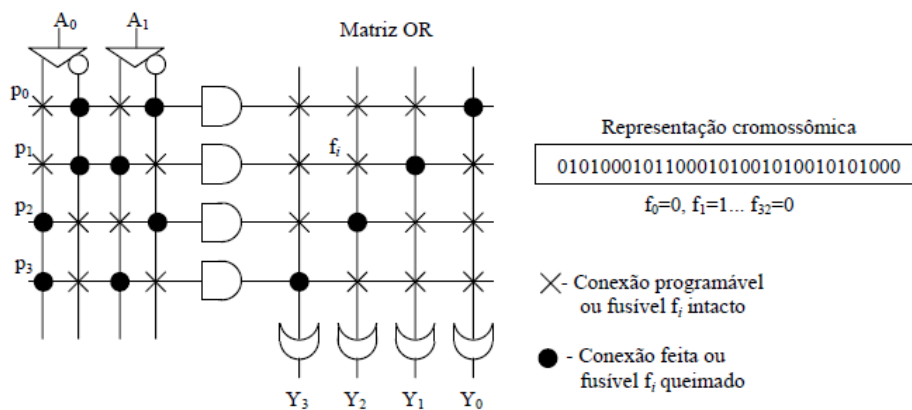 A0 A1
Matriz OR
p0
p1
fi
p2
p3
Y3 Y2 Y1 Y0
Representação cromossômica
01010001011000101001010010101000
f0=0, f1=1... f32=0
- Conexão programável
ou fusível fi intacto
- Conexão feita ou
fusível fi queimado